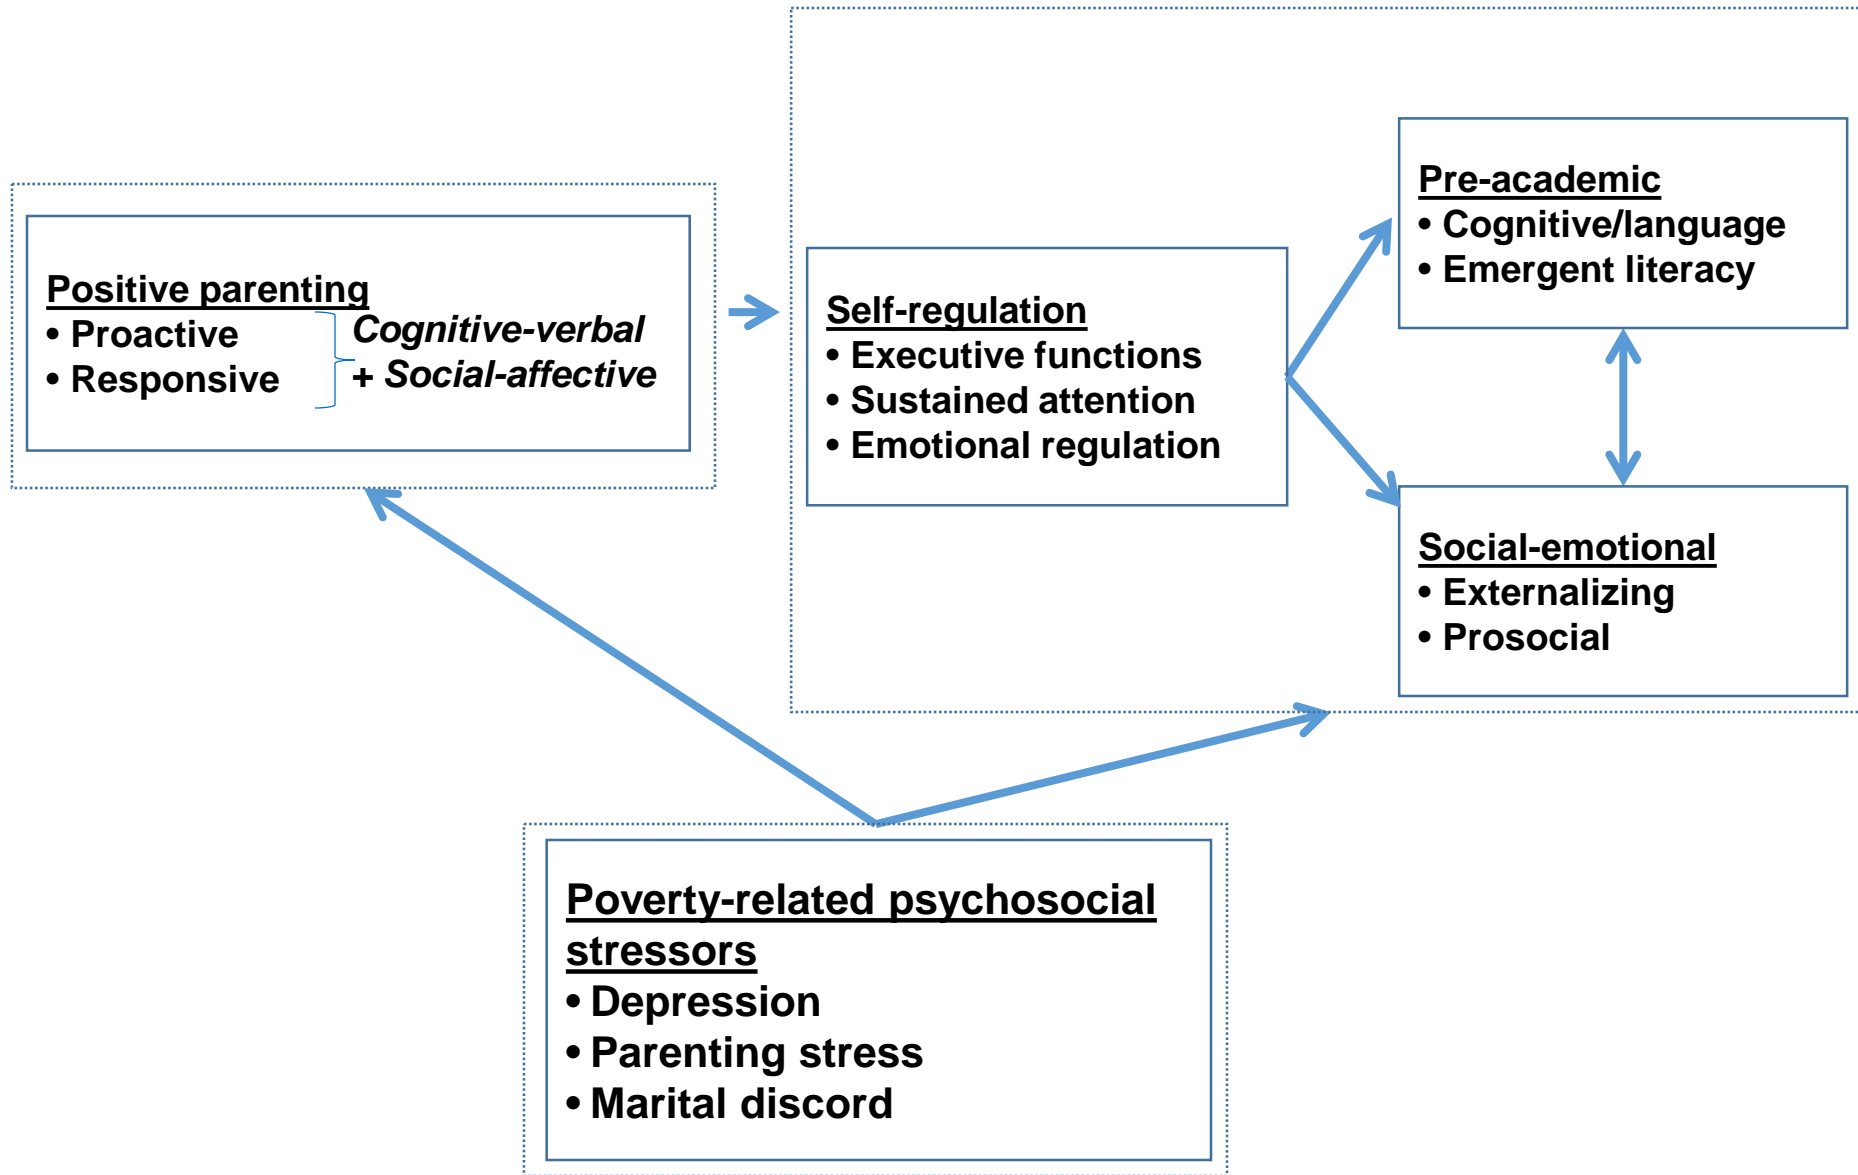 Positive parenting
• Proactive
• Responsive
Cognitive-verbal
+ Social-affective
Self-regulation
• Executive functions
• Sustained attention
• Emotional regulation
Pre-academic
• Cognitive/language
• Emergent literacy
Social-emotional
• Externalizing
• Prosocial
Poverty-related psychosocial
stressors
• Depression
• Parenting stress
• Marital discord